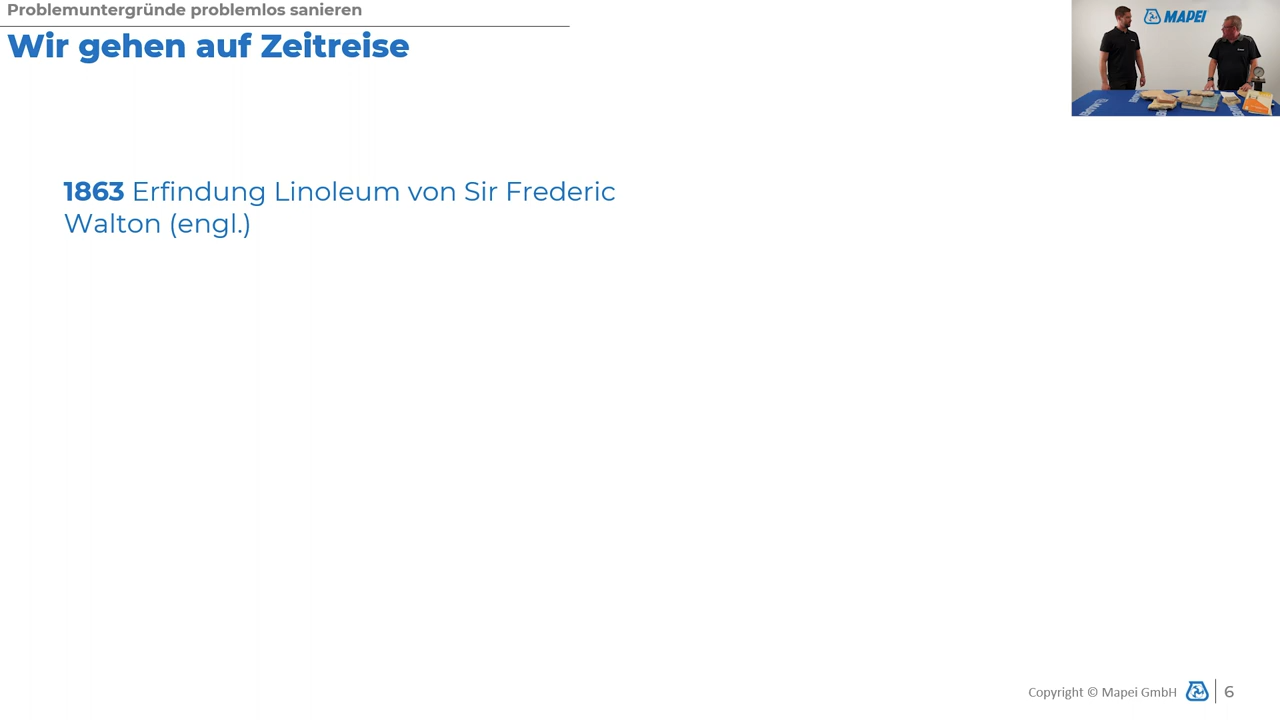 Problemuntergründe problemlos sanieren
Wir gehen auf Zeitreise
MAPEI
1863 Erfindung Linoleum von Sir Frederic
Walton (engl.)
Copyright © Mapei GmbH
6